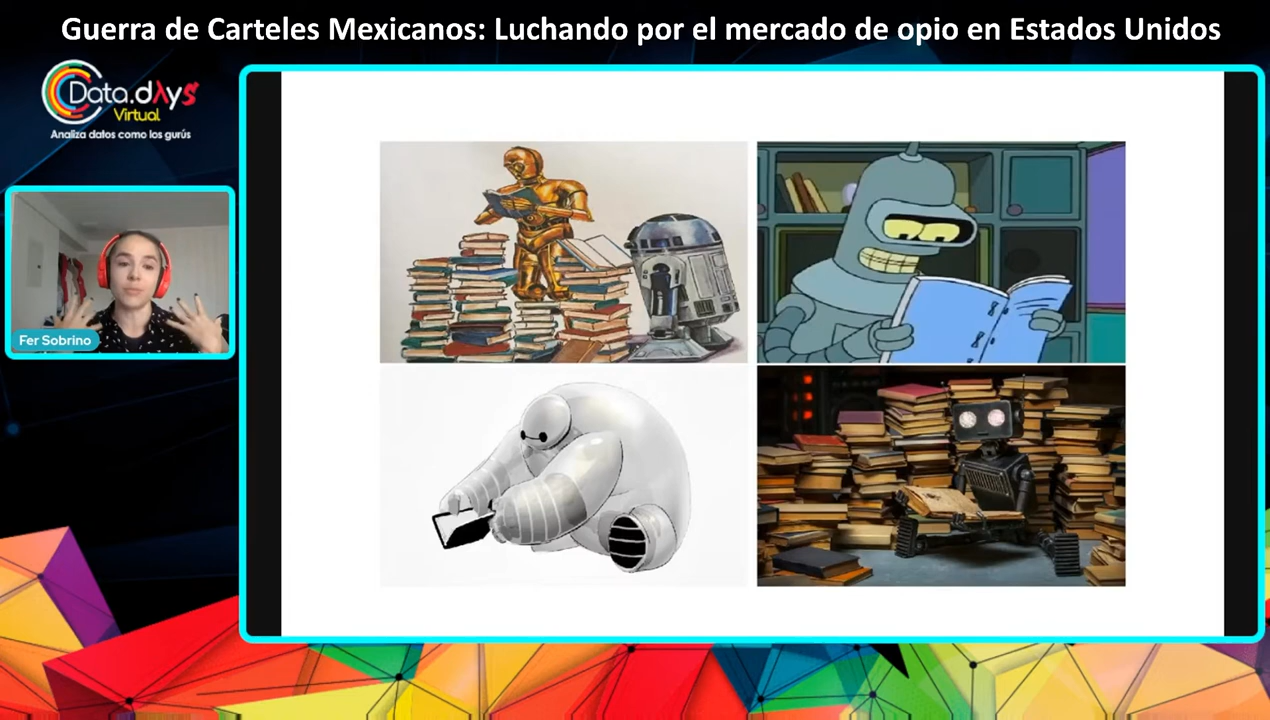 Guerra de Carteles Mexicanos: Luchando por el mercado de opio en Estados Unidos
Data.dAys
Virtual
Analiza datos como los gurús
Fer Sobrino